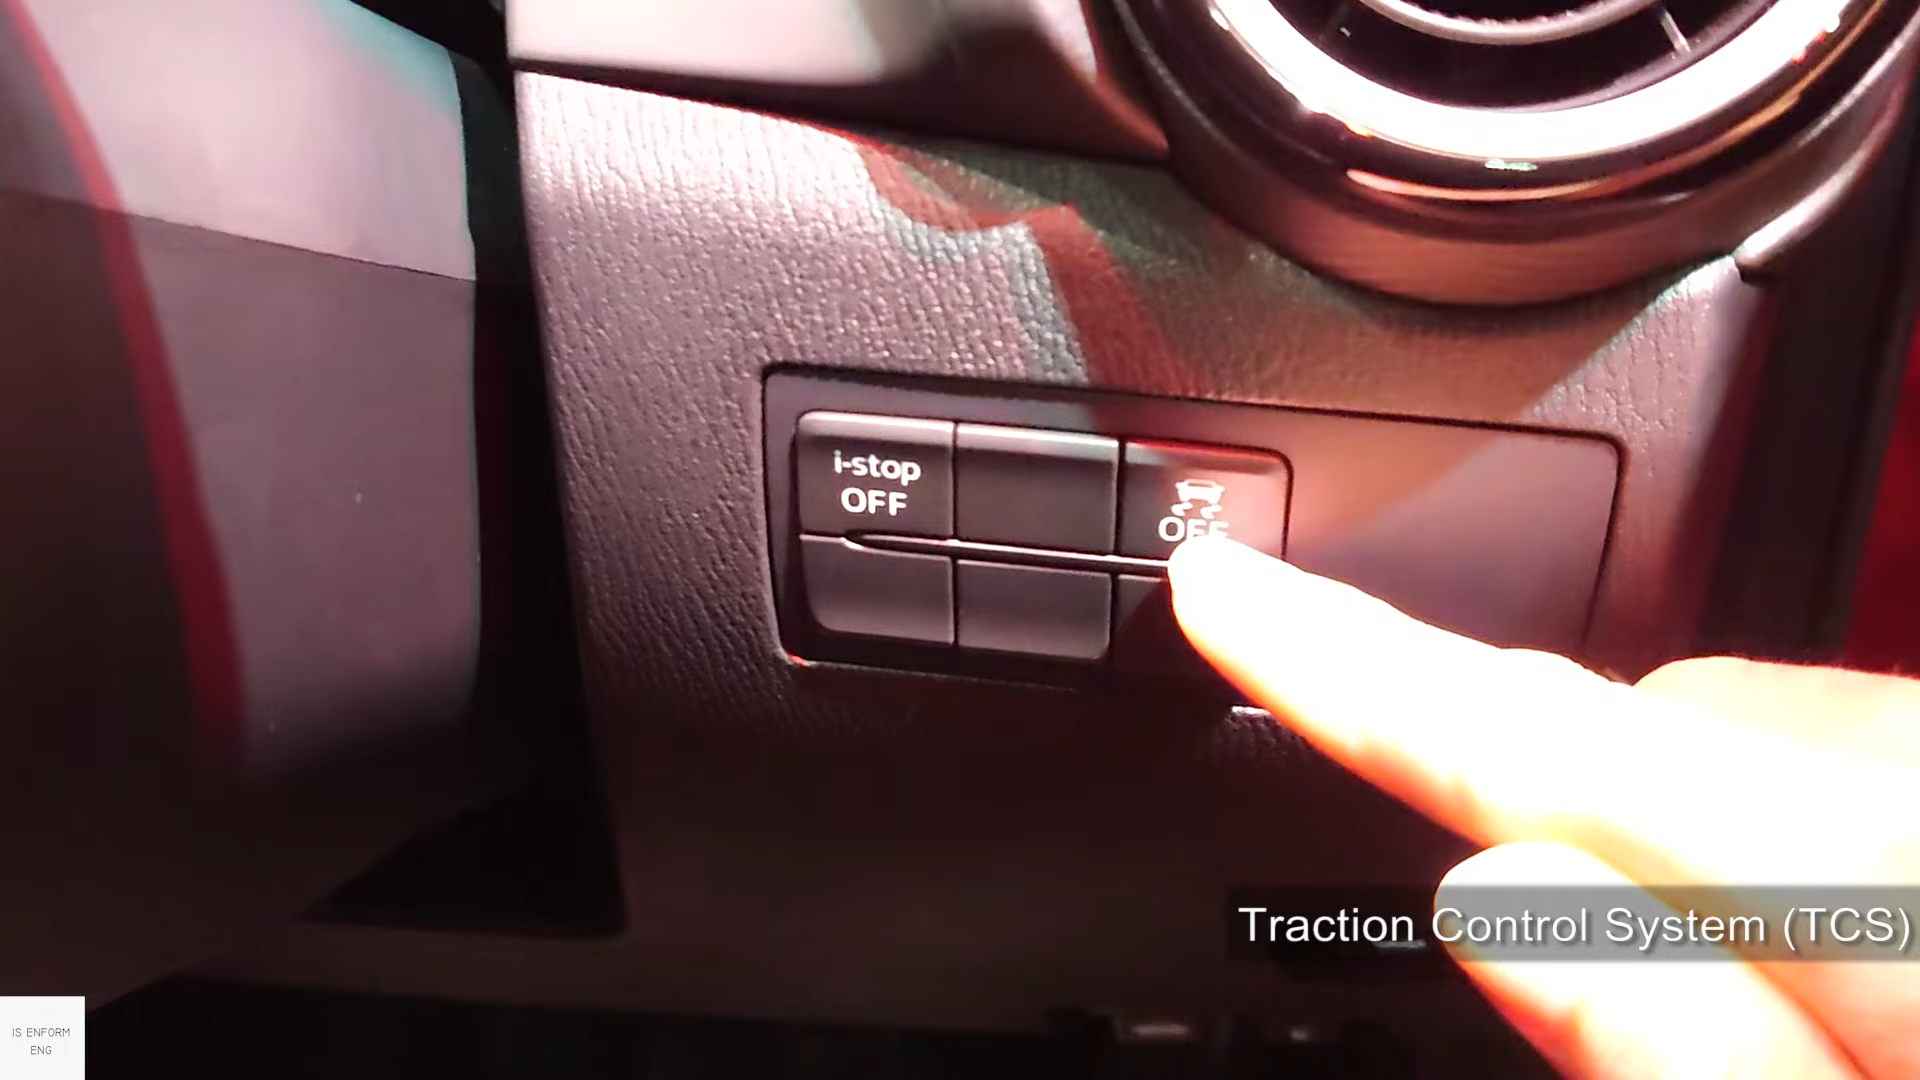 i-stop
OFF
OFF
Traction Control System (TCS)
IS ENFORM
ENG